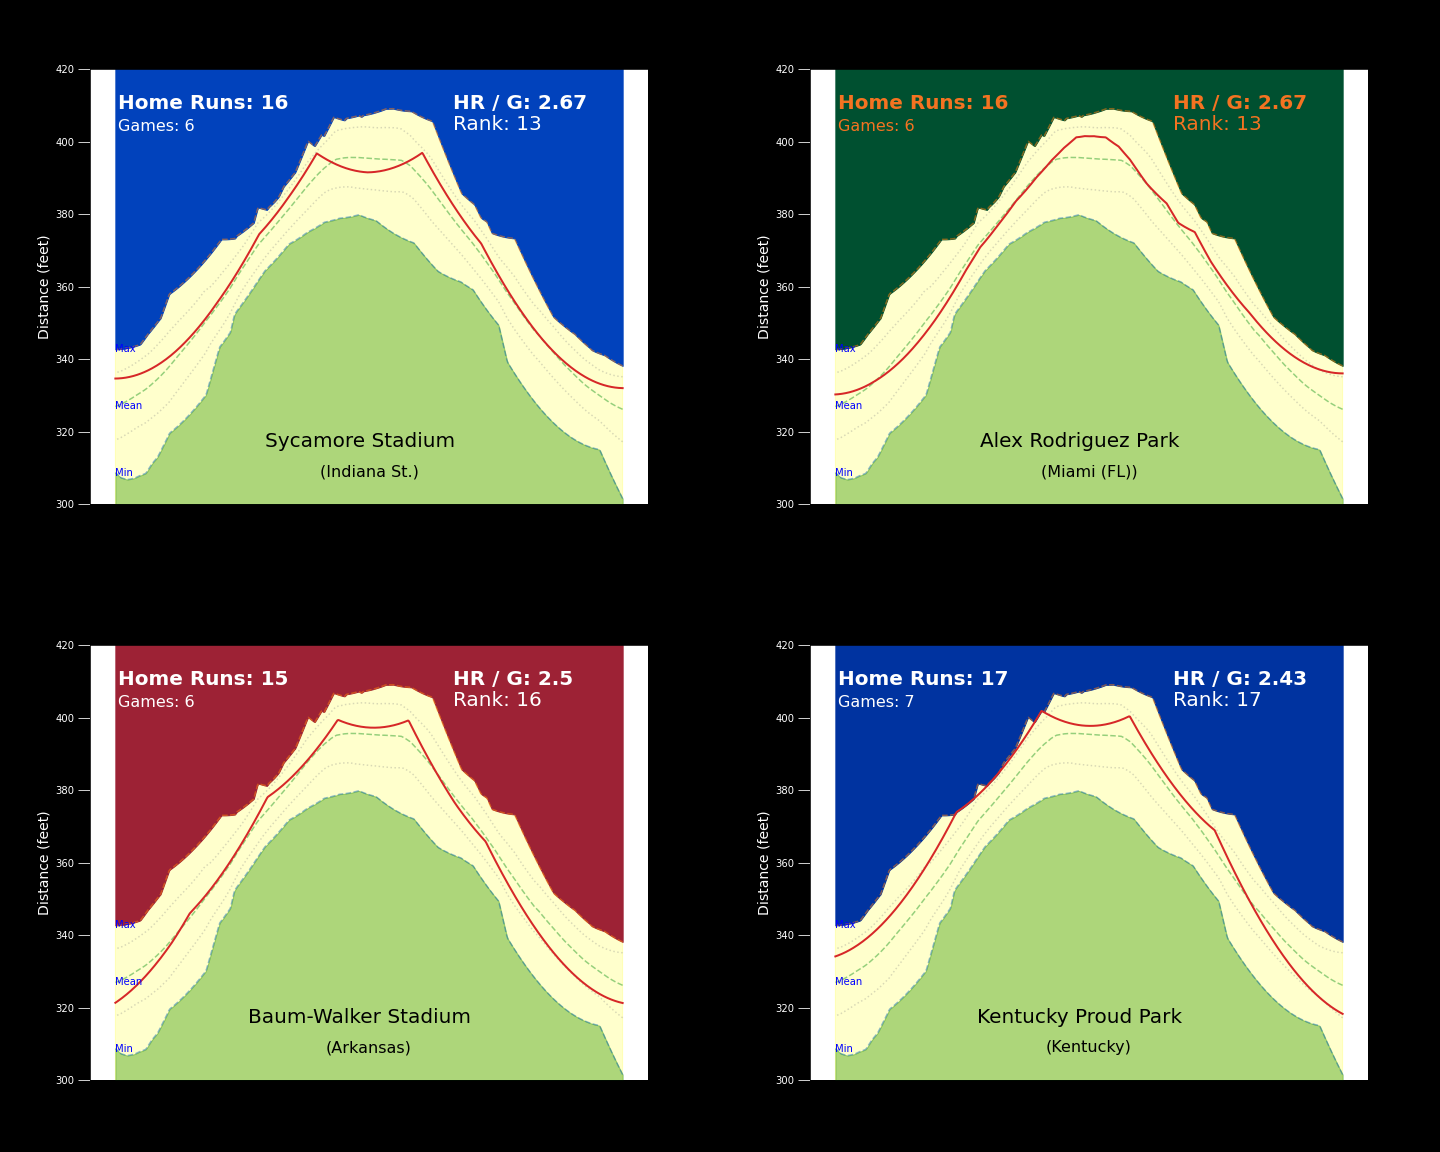 420
400
380
360
340
320
300
Distance (feet)
Home Runs: 16
Games: 6
HR / G: 2.67
Rank: 13
Max
Mean
Min
Sycamore Stadium
(Indiana St.)
420
400
380
360
340
320
300
Distance (feet)
Home Runs: 16
Games: 6
HR / G: 2.67
Rank: 13
Max
Mean
Min
Alex Rodriguez Park
(Miami (FL))
420
400
380
360
340
320
300
Distance (feet)
Home Runs: 15
Games: 6
HR / G: 2.5
Rank: 16
Max
Mean
Min
Baum-Walker Stadium
(Arkansas)
420
400
380
360
340
320
300
Distance (feet)
Home Runs: 17
Games: 7
HR / G: 2.43
Rank: 17
Max
Mean
Min
Kentucky Proud Park
(Kentucky)